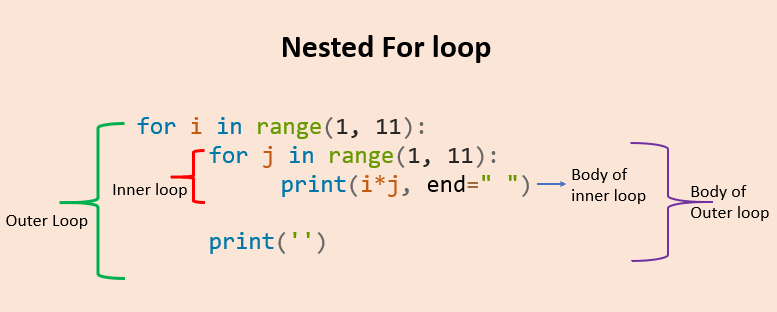 Nested For loop
for i in range(1, 11):
for j in range(1, 11):
Inner loop
print(i*j, end=" ")
Body of
inner loop
Body of
Outer loop
Outer Loop
print('')